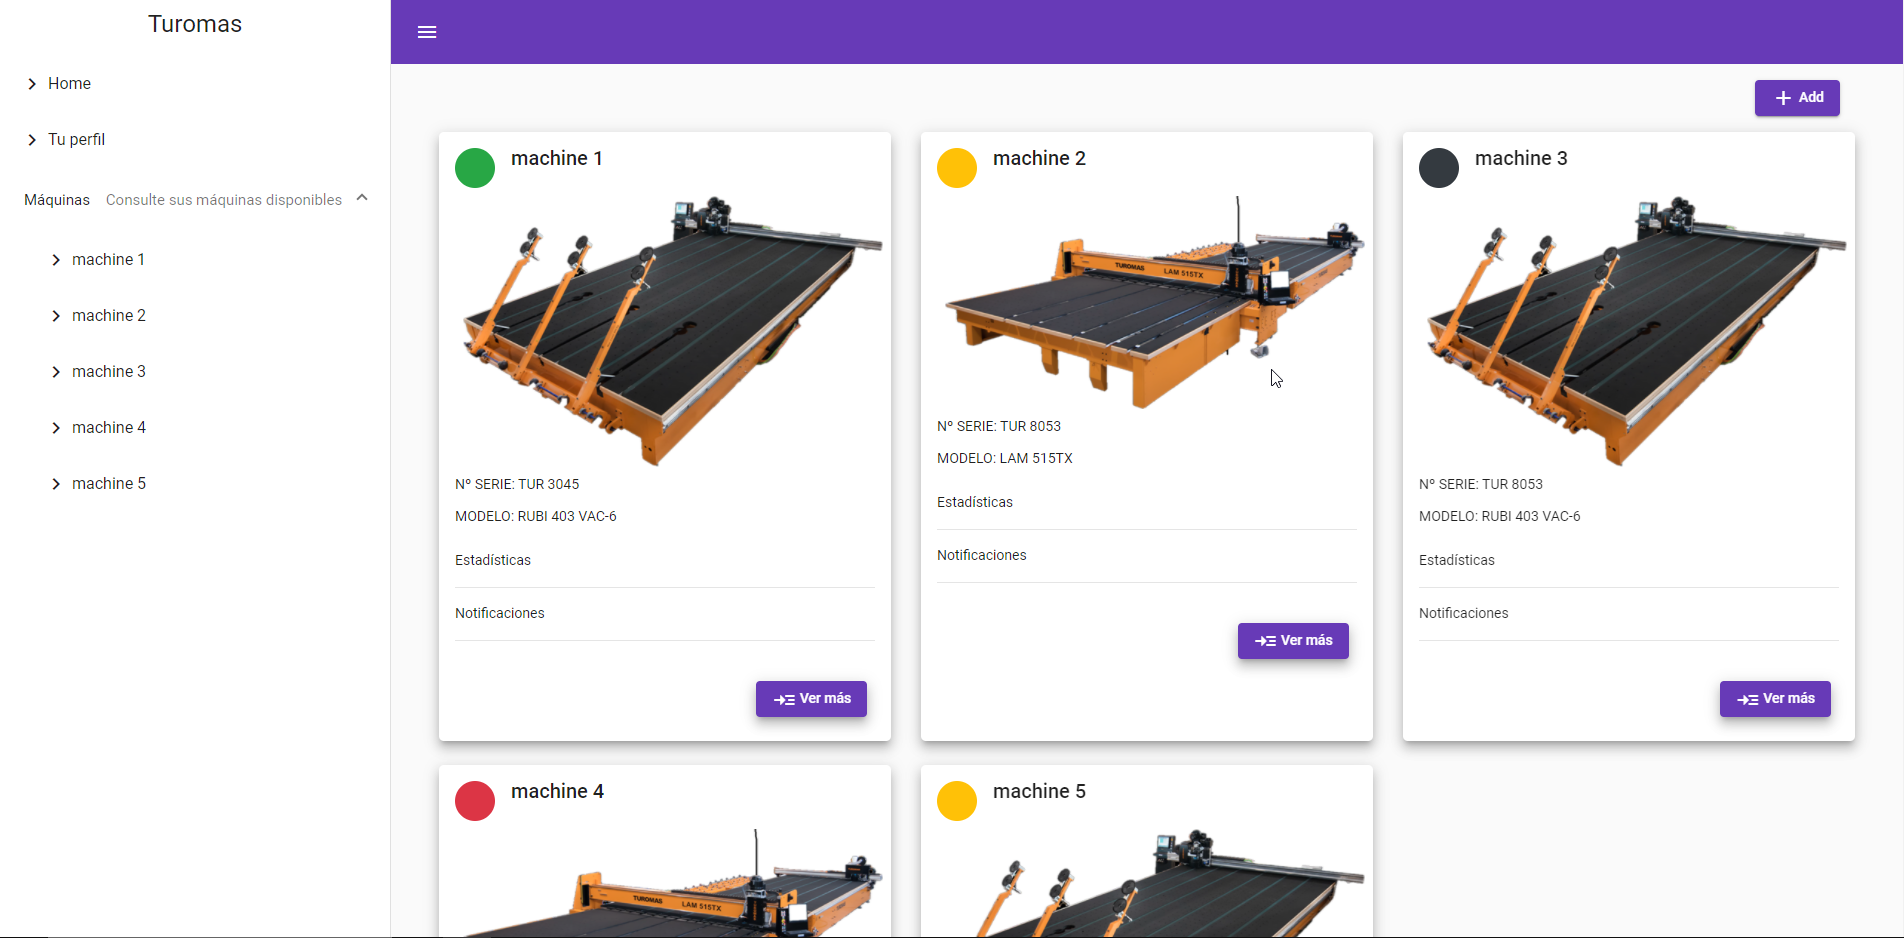 Turomas
Home
Tu perfil
Máquinas Consulte sus máquinas disponibles
machine 1
machine 2
machine 3
machine 4
machine 5
Add
machine 1
Nº SERIE: TUR 3045
MODELO: RUBI 403 VAC-6
Estadísticas
Notificaciones
Ver más
machine 2
TUROMAS LAM 515TX
Nº SERIE: TUR 8053
MODELO: LAM 515TX
Estadísticas
Notificaciones
Ver más
machine 3
Nº SERIE: TUR 8053
MODELO: RUBI 403 VAC-6
Estadísticas
Notificaciones
Ver más
machine 4
TUROMAS LAM 515TX
machine 5